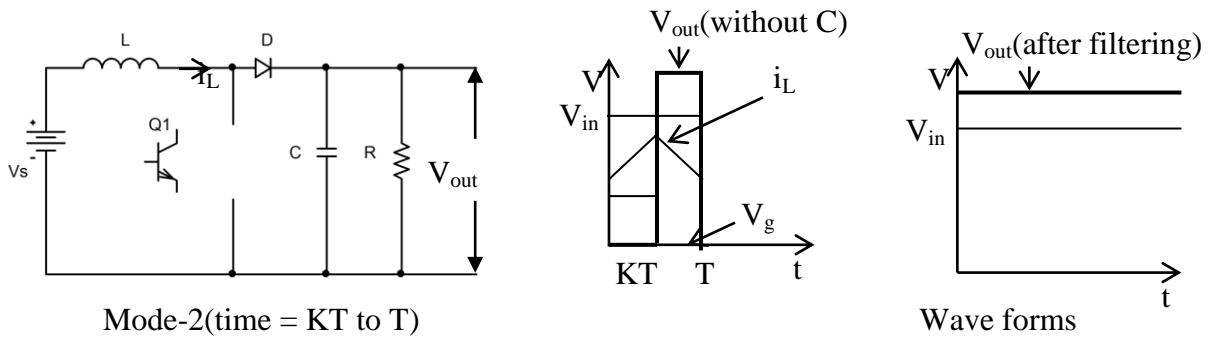 L
D
i_L
Q1
Vs
+
-
C
R
V_out
Mode-2(time = KT to T)
V_out(without C)
V
i_L
V_in
V_g
KT
T
t
V_out(after filtering)
V
V_in
t
Wave forms